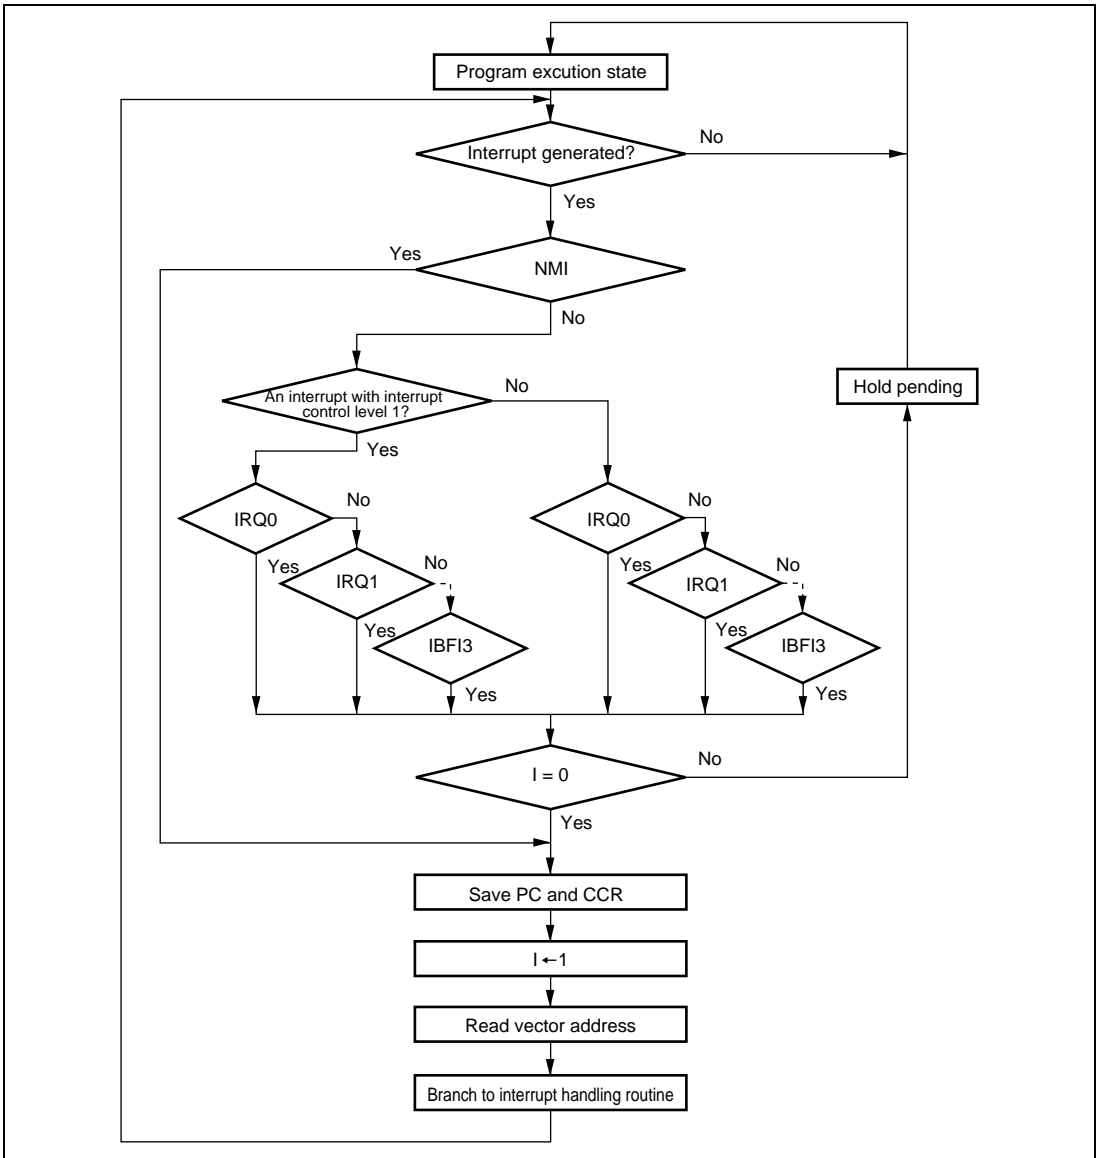 Program excution state
No
Interrupt generated?
Yes
Yes
NMI
No
An interrupt with interrupt
control level 1?
No
Hold pending
Yes
IRQ0
No
IRQ0
No
Yes
IRQ1
No
Yes
IRQ1
No
Yes
IBFI3
Yes
IBFI3
Yes
Yes
I = 0
No
Yes
Save PC and CCR
I ←1
Read vector address
Branch to interrupt handling routine